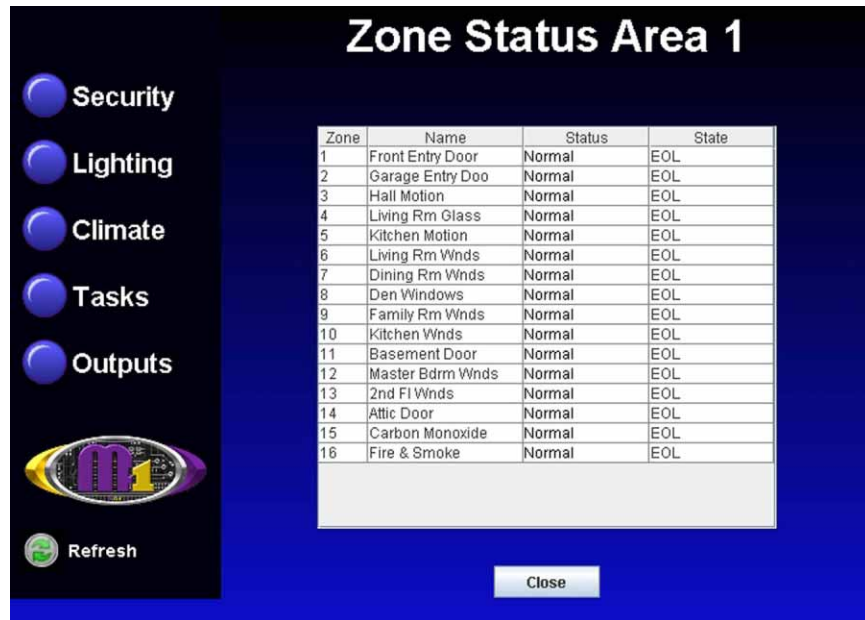 Zone Status Area 1
Security
Lighting
Climate
Tasks
Outputs
M1
Refresh
Zone Name Status State
1 Front Entry Door Normal EOL
2 Garage Entry Doo Normal EOL
3 Hall Motion Normal EOL
4 Living Rm Glass Normal EOL
5 Kitchen Motion Normal EOL
6 Living Rm Wnds Normal EOL
7 Dining Rm Wnds Normal EOL
8 Den Windows Normal EOL
9 Family Rm Wnds Normal EOL
10 Kitchen Wnds Normal EOL
11 Basement Door Normal EOL
12 Master Bdrm Wnds Normal EOL
13 2nd Fl Wnds Normal EOL
14 Attic Door Normal EOL
15 Carbon Monoxide Normal EOL
16 Fire & Smoke Normal EOL
Close